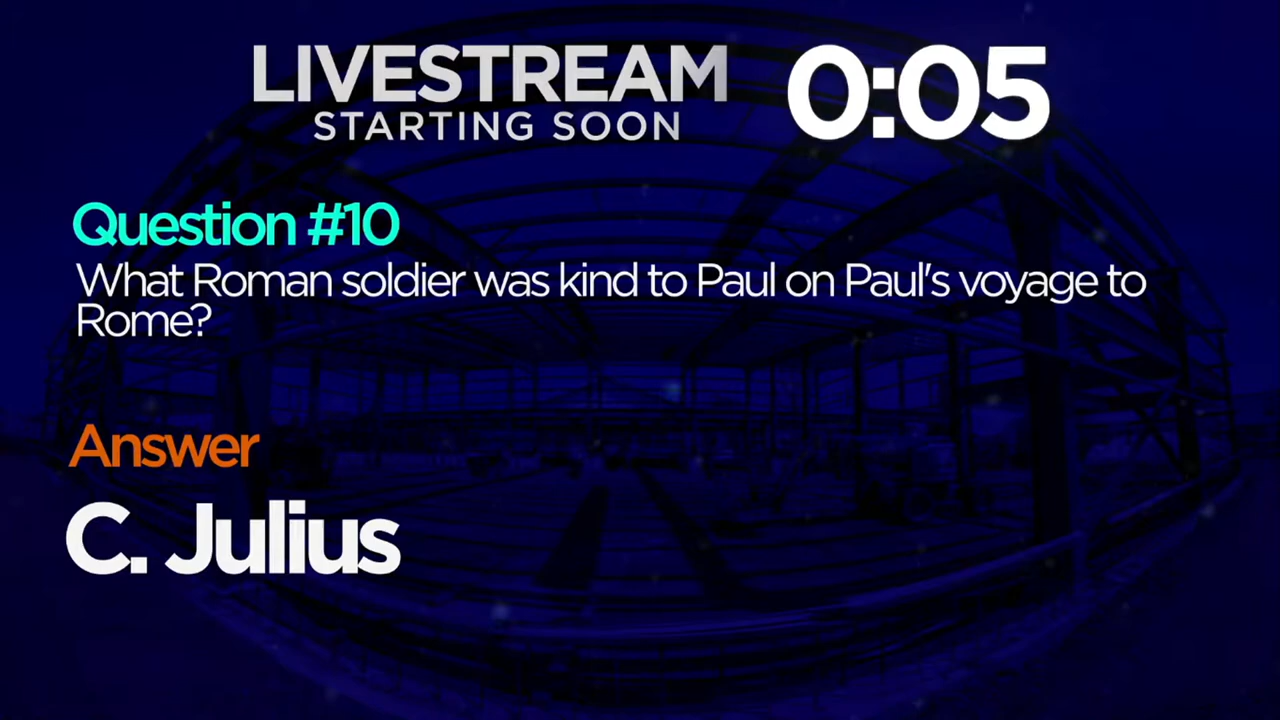 LIVESTREAM
STARTING SOON
0:05
Question #10
What Roman soldier was kind to Paul on Paul's voyage to
Rome?
Answer
C. Julius